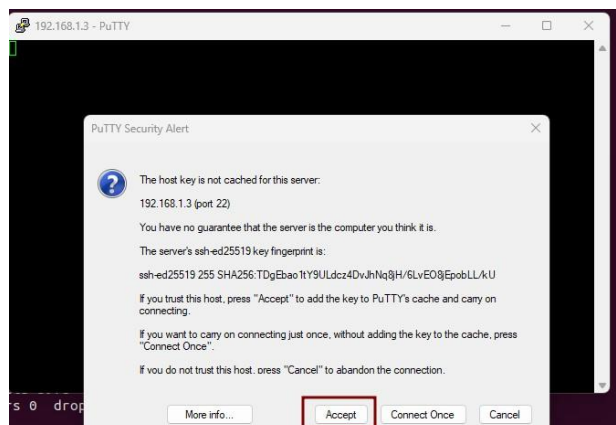 192.168.1.3 - PuTTY
PuTTY Security Alert
The host key is not cached for this server:
192.168.1.3 (port 22)
You have no guarantee that the server is the computer you think it is.
The server's ssh-ed25519 key fingerprint is:
ssh-ed25519 255 SHA256:TDgEbao1tY9ULdcz4DvJhNq8jH/6LvEO8jEpobLL/kU
If you trust this host, press "Accept" to add the key to PuTTY's cache and carry on
connecting.
If you want to carry on connecting just once, without adding the key to the cache, press
"Connect Once".
If you do not trust this host, press "Cancel" to abandon the connection.
rs 0 drop
More info... Accept Connect Once Cancel